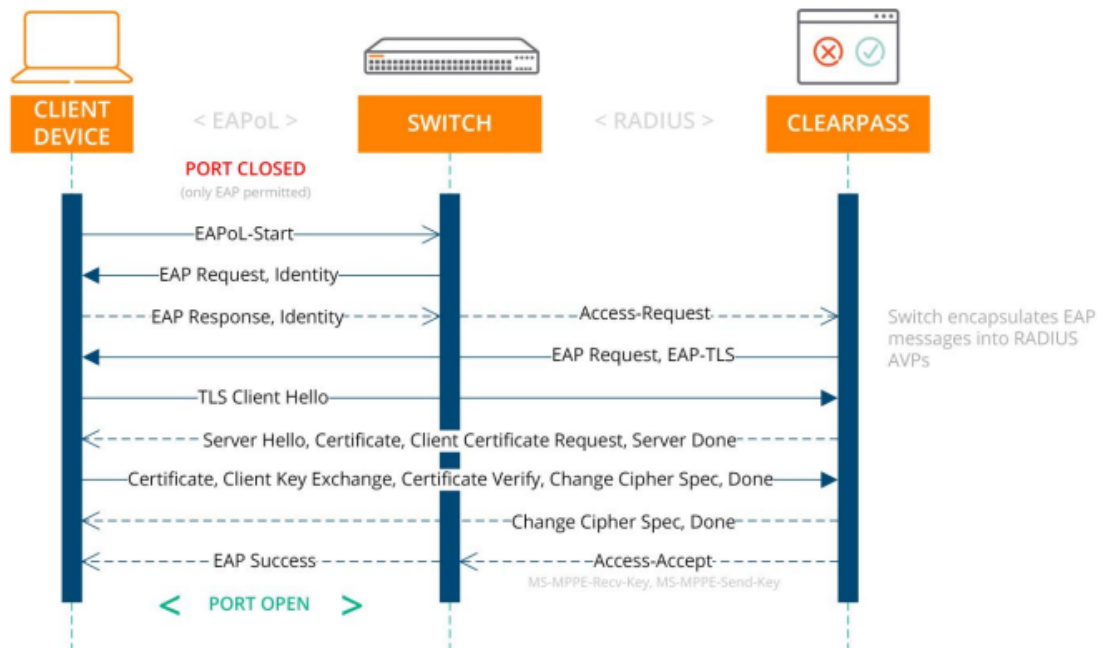 CLIENT
DEVICE
< EAPoL >
SWITCH
< RADIUS >
CLEARPASS
PORT CLOSED
(only EAP permitted)
EAPoL-Start
EAP Request, Identity
EAP Response, Identity
Access-Request
Switch encapsulates EAP
messages into RADIUS
AVPs
EAP Request, EAP-TLS
TLS Client Hello
Server Hello, Certificate, Client Certificate Request, Server Done
Certificate, Client Key Exchange, Certificate Verify, Change Cipher Spec, Done
Change Cipher Spec, Done
EAP Success
Access-Accept
MS-MPPE-Recv-Key, MS-MPPE-Send-Key
< PORT OPEN >